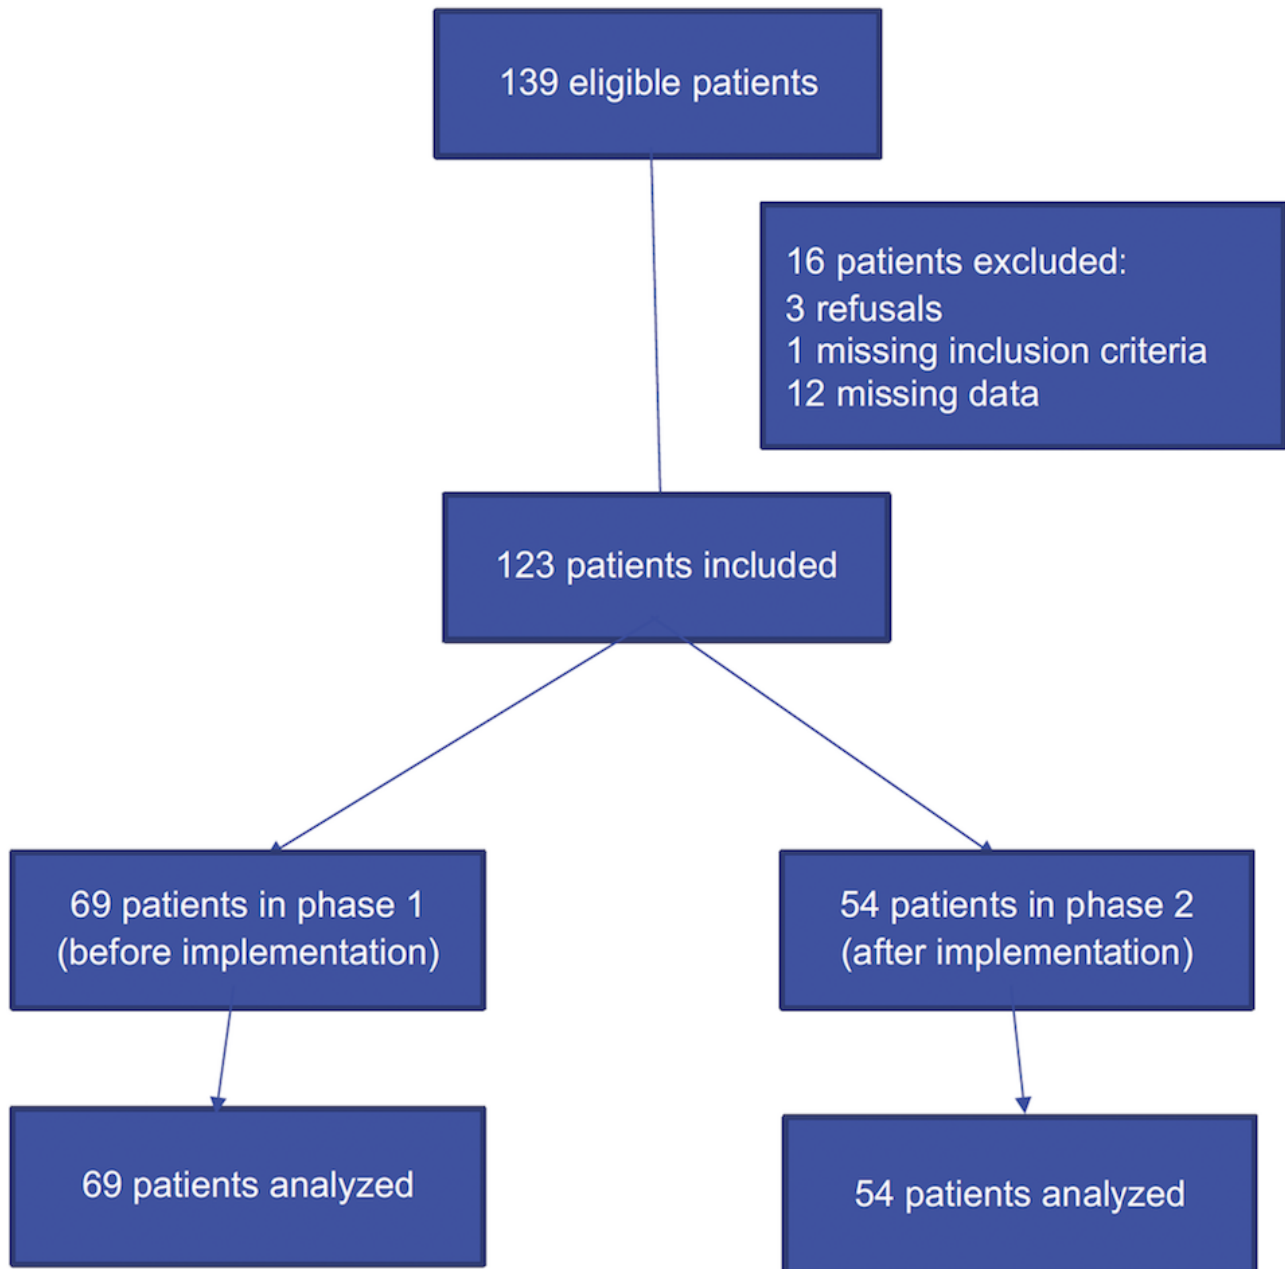 139 eligible patients
16 patients excluded:
3 refusals
1 missing inclusion criteria
12 missing data
123 patients included
69 patients in phase 1
(before implementation)
54 patients in phase 2
(after implementation)
69 patients analyzed
54 patients analyzed